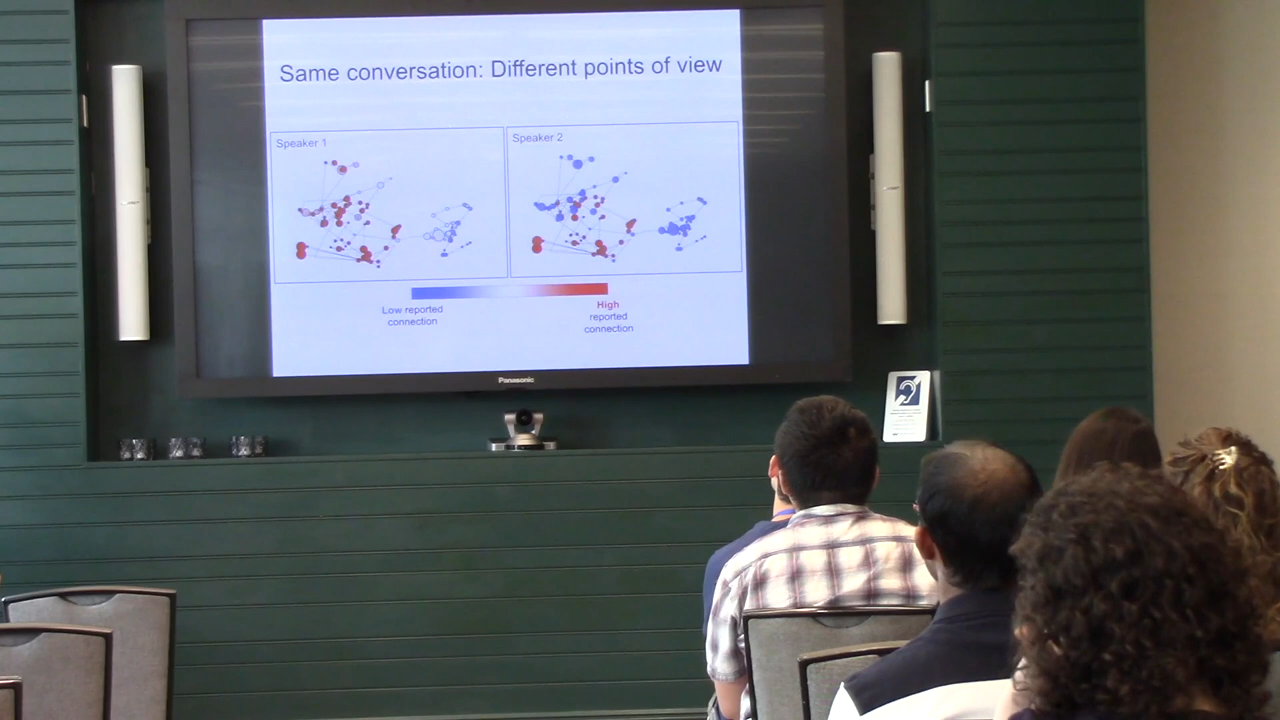 Same conversation: Different points of view
Speaker 1
Speaker 2
Low reported
connection
High
reported
connection
Panasonic